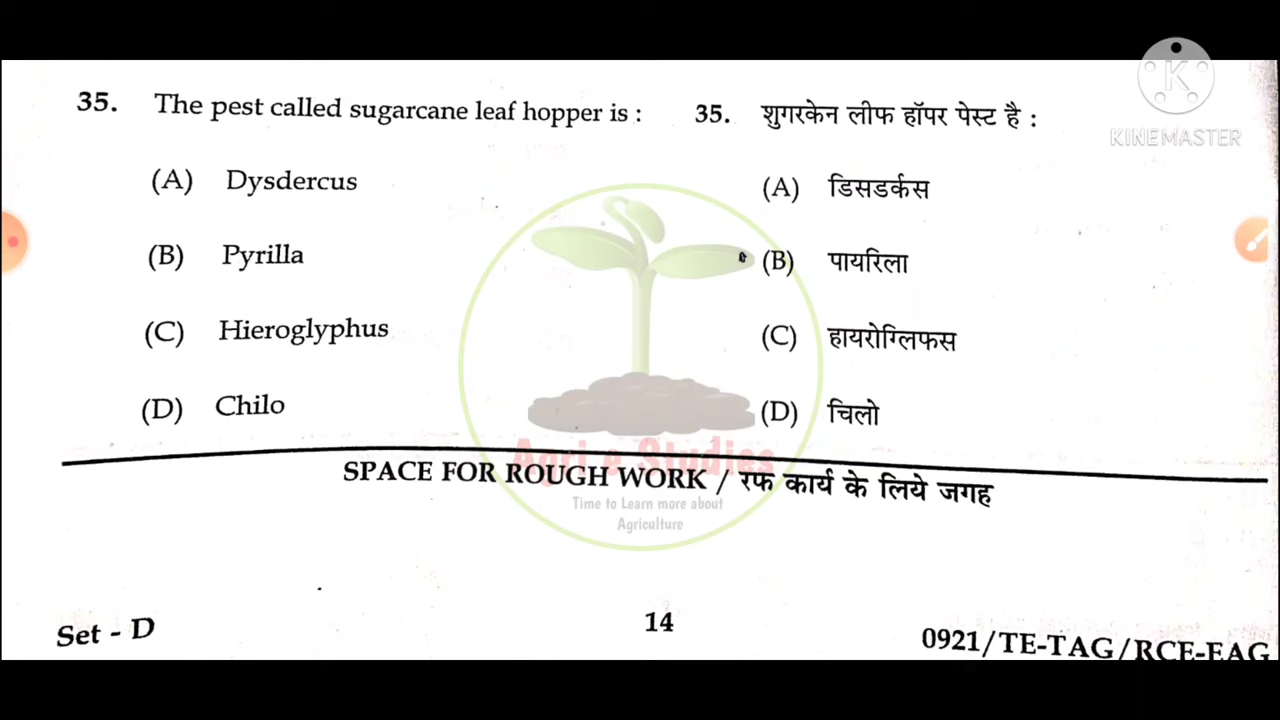 KINEMASTER
35. The pest called sugarcane leaf hopper is :
(A) Dysdercus
(B) Pyrilla
(C) Hieroglyphus
(D) Chilo
35. शुगरकेन लीफ हॉपर पेस्ट है :
(A) डिसडर्कस
(B) पायरिला
(C) हायरोग्लिफस
(D) चिलो
Agri e Studies
SPACE FOR ROUGH WORK / रफ कार्य के लिये जगह
Time to Learn more about
Agriculture
Set - D
14
0921/TE-TAG/RCE-EAG